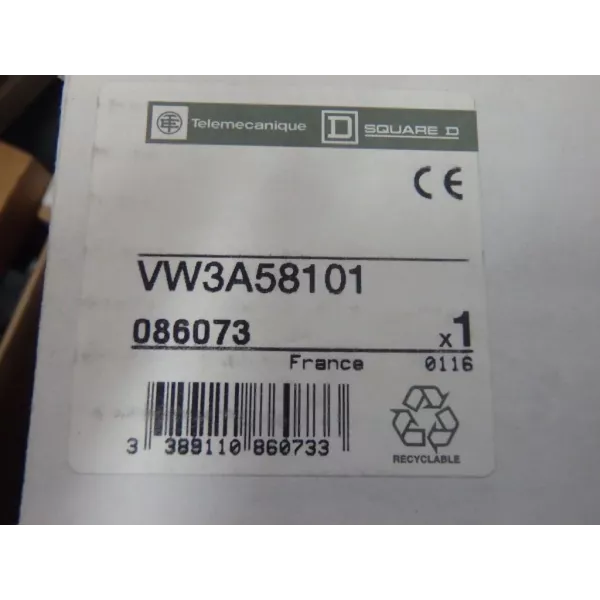 Telemecanique D SQUARE D
CE
VW3A58101
086073 x1
France 0116
3 389110 860733
RECYCLABLE